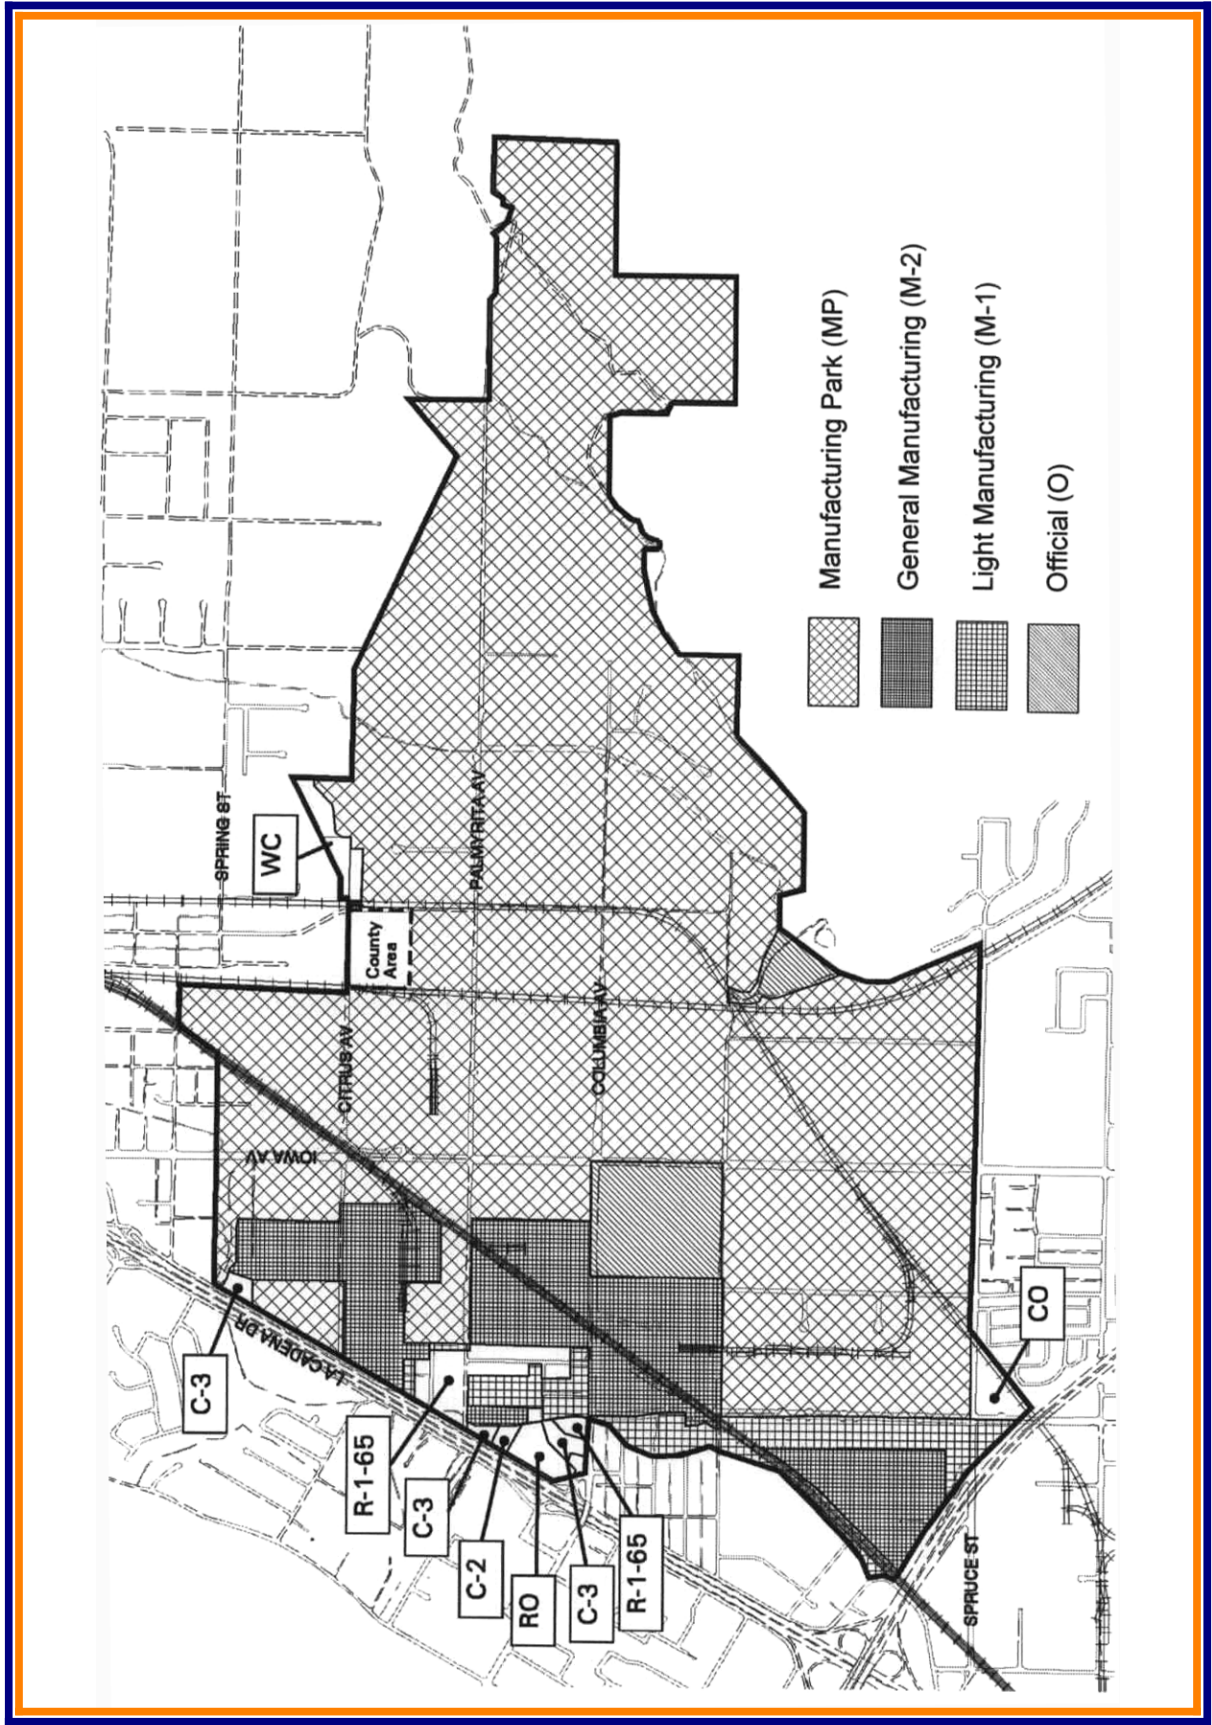 SPRING ST
WC
PALMYRITA AV
County
Area
CITRUS AV
COLUMBIA AV
IOWA AV
LA CADENA DR
C-3
R-1-65
C-3
C-2
RO
C-3
R-1-65
CO
SPRUCE ST
Manufacturing Park (MP)
General Manufacturing (M-2)
Light Manufacturing (M-1)
Official (O)